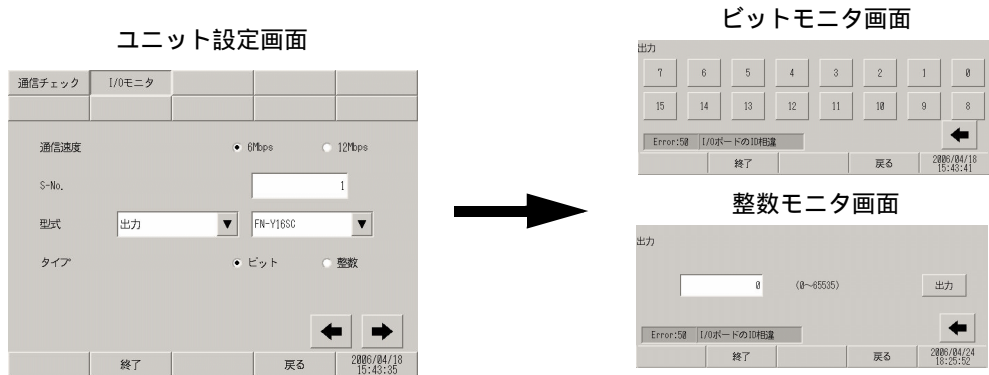 ユニット設定画面
通信チェック I/Oモニタ
通信速度 6Mbps 12Mbps
S-No. 1
型式 出力 ▼ FN-Y16SC ▼
タイプ ビット 整数
終了 戻る 2006/04/18
15:43:35
ビットモニタ画面
出力
7 6 5 4 3 2 1 0
15 14 13 12 11 10 9 8
Error:50 I/OボードのID相違
終了 戻る 2006/04/18
15:43:41
整数モニタ画面
出力
0 (0~65535) 出力
Error:50 I/OボードのID相違
終了 戻る 2006/04/24
18:25:52